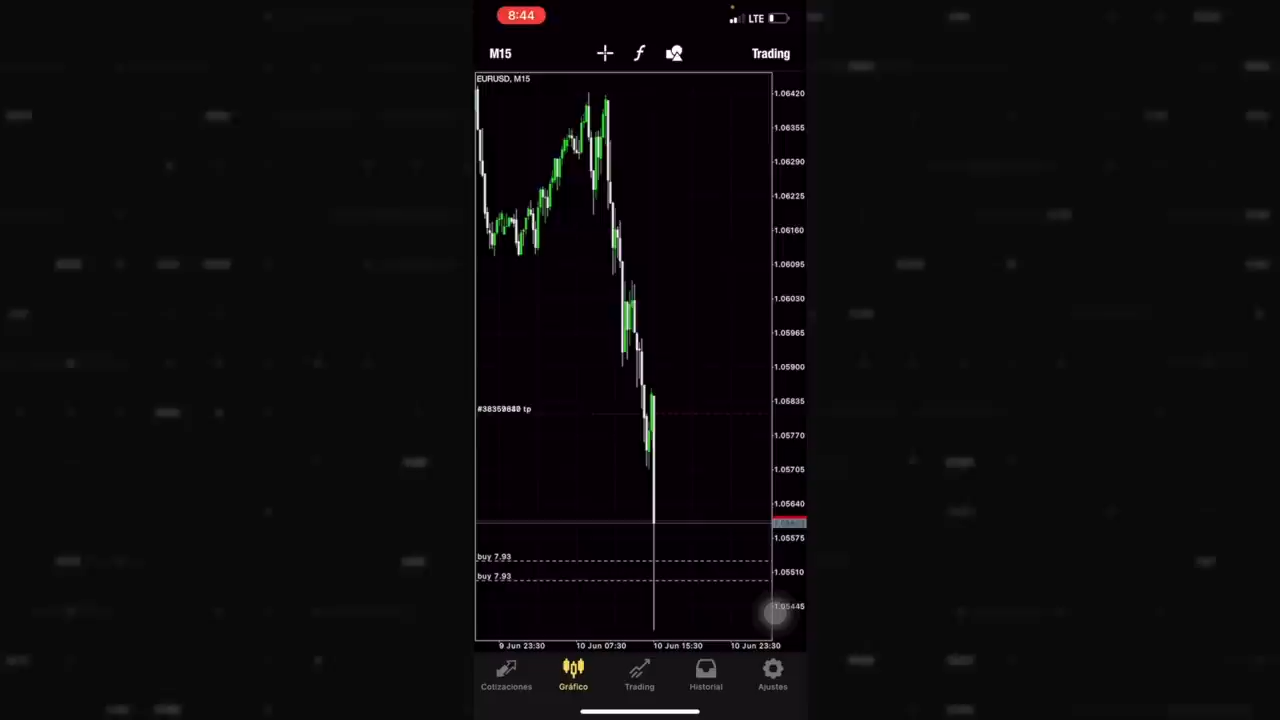 8:44
LTE
M15
Trading
EURUSD, M15
1.06420
1.06355
1.06290
1.06225
1.06160
1.06095
1.06030
1.05965
1.05900
1.05835
tp
1.05770
1.05705
1.05640
1.05575
buy 7.93
1.05510
buy 7.93
1.05445
9 Jun 23:30 10 Jun 07:30 10 Jun 15:30 10 Jun 23:30
Cotizaciones Gráfico Trading Historial Ajustes